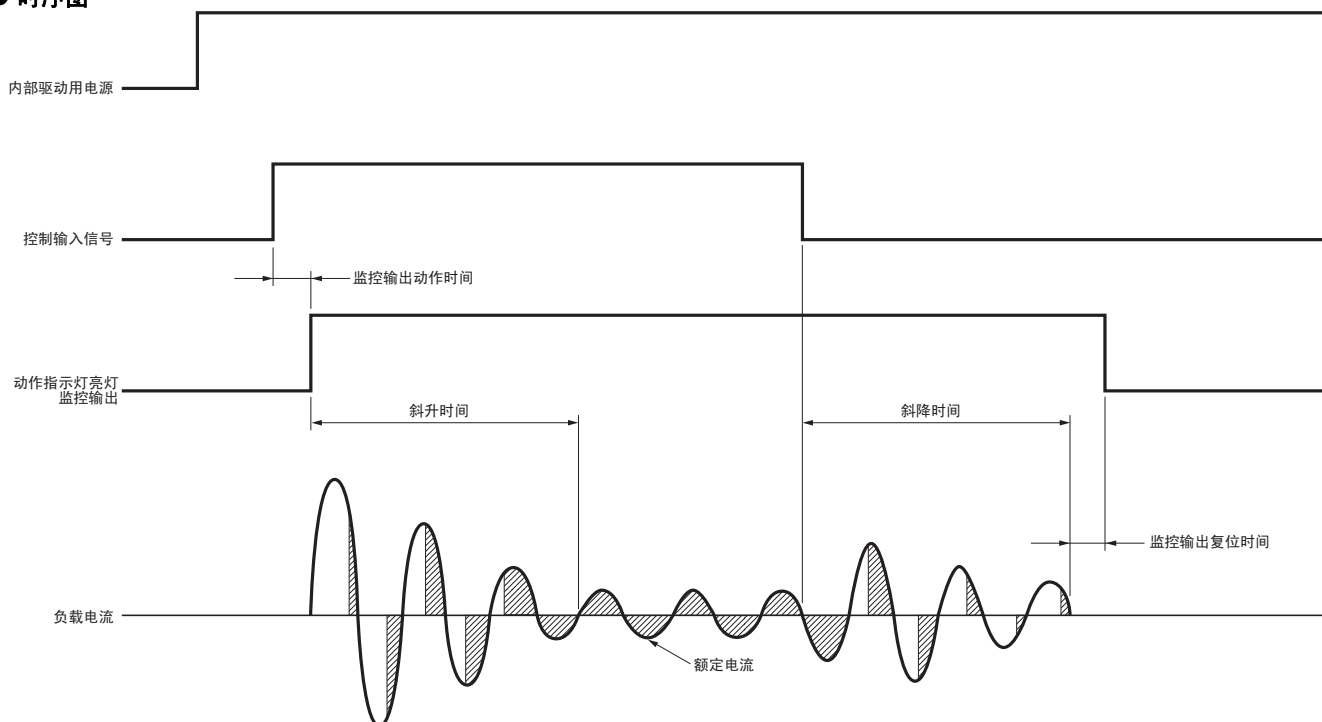 时序图
内部驱动用电源
控制输入信号
监控输出动作时间
动作指示灯亮灯
监控输出
斜升时间
斜降时间
监控输出复位时间
负载电流
额定电流